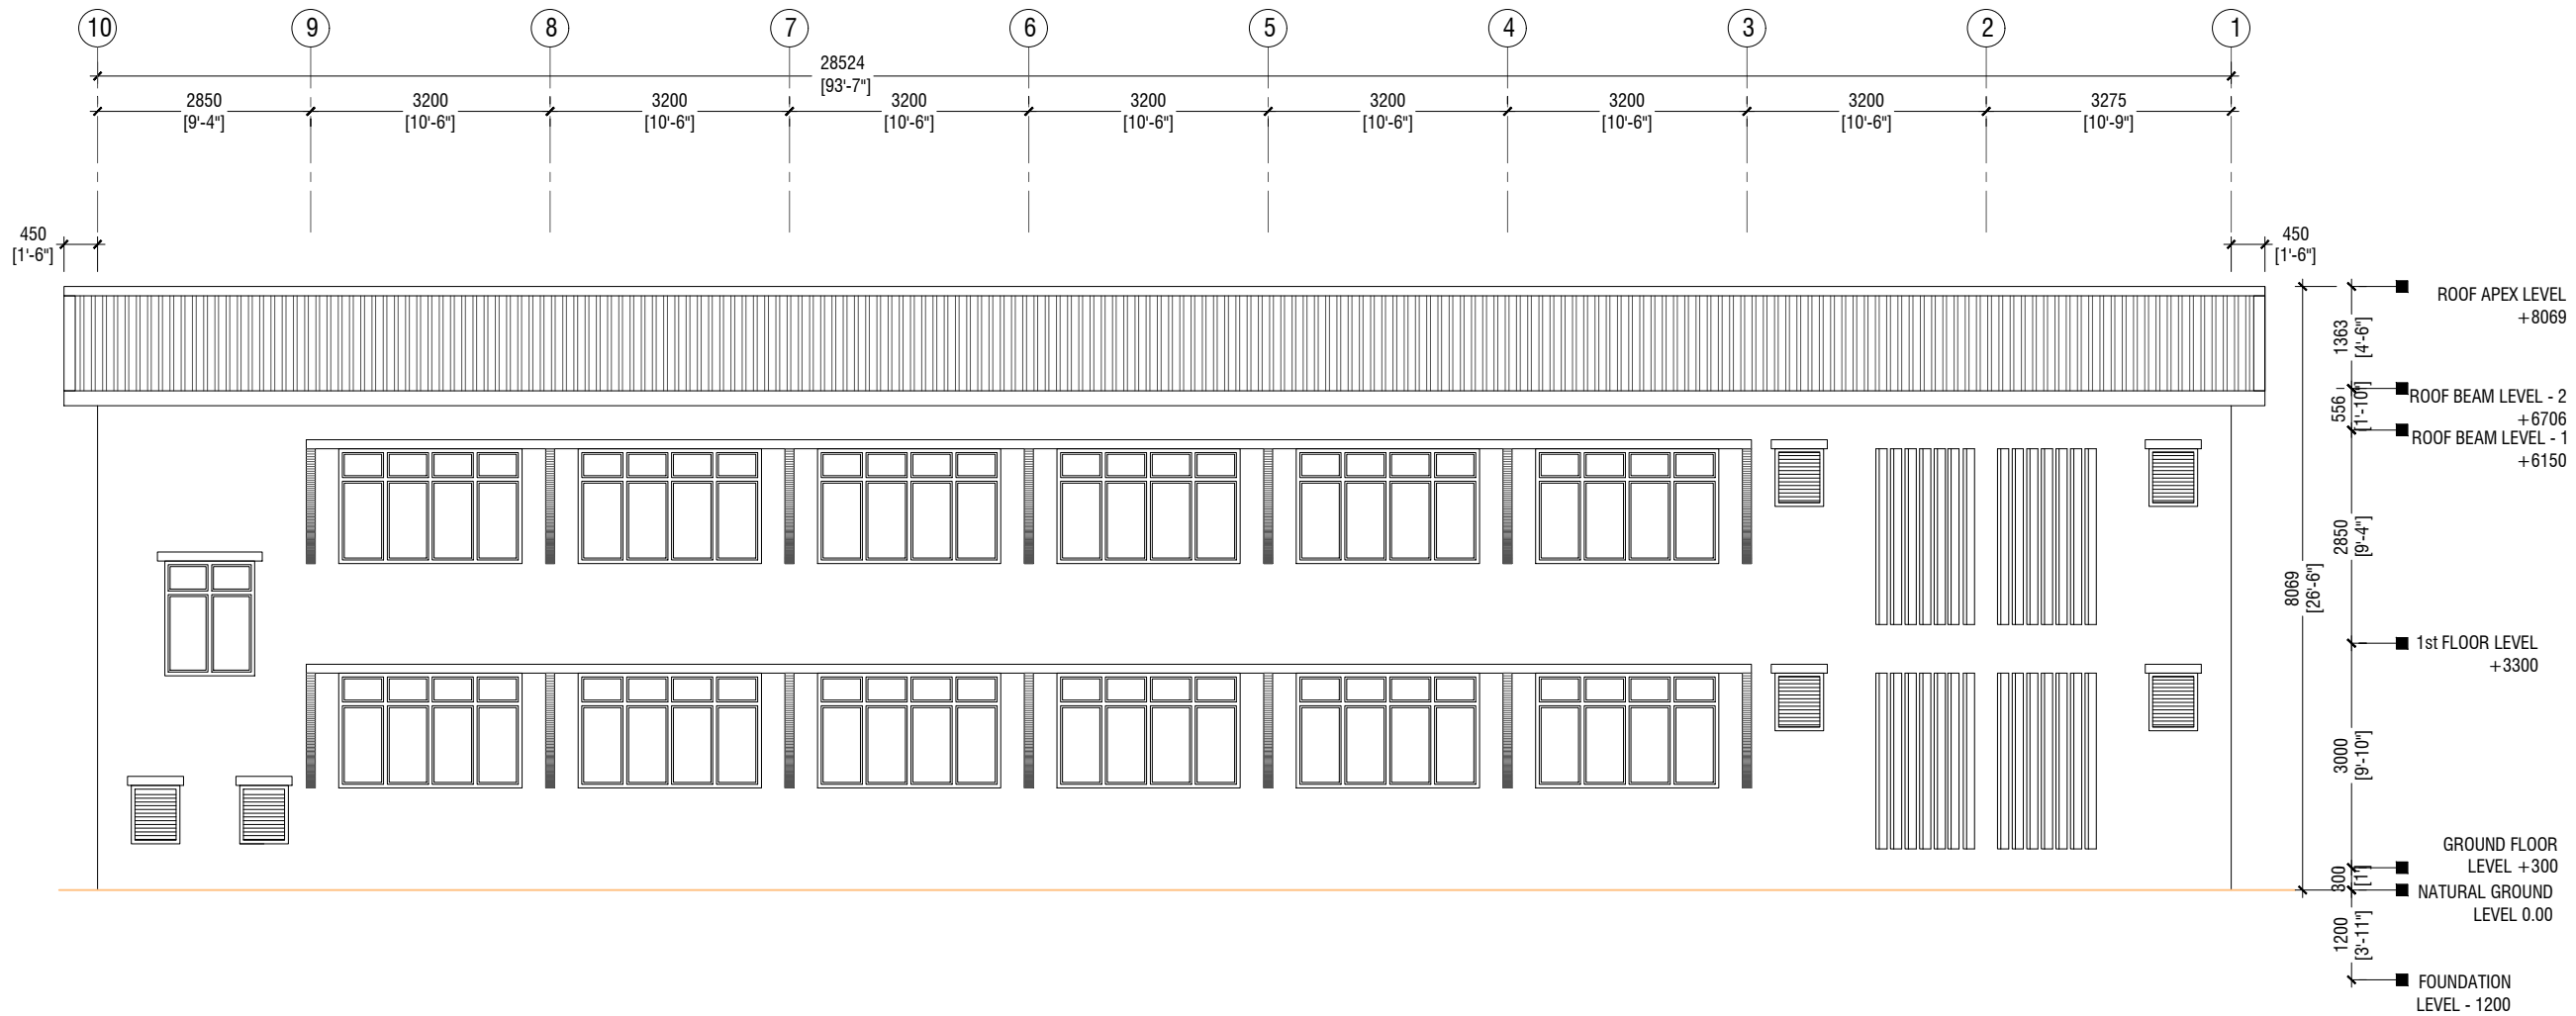 10 9 8 7 6 5 4 3 2 1
28524
[93'-7"]
2850 3200 3200 3200 3200 3200 3200 3200 3275
[9'-4"] [10'-6"] [10'-6"] [10'-6"] [10'-6"] [10'-6"] [10'-6"] [10'-6"] [10'-9"]
450 450
[1'-6"] [1'-6"]
ROOF APEX LEVEL
+8069
1363
[4'-6"]
ROOF BEAM LEVEL - 2
+6706
556
[1'-10"]
ROOF BEAM LEVEL - 1
+6150
2850
[9'-4"]
8069
[26'-6"]
1st FLOOR LEVEL
+3300
3000
[9'-10"]
GROUND FLOOR
LEVEL +300
300
[1']
NATURAL GROUND
LEVEL 0.00
1200
[3'-11"]
FOUNDATION
LEVEL - 1200